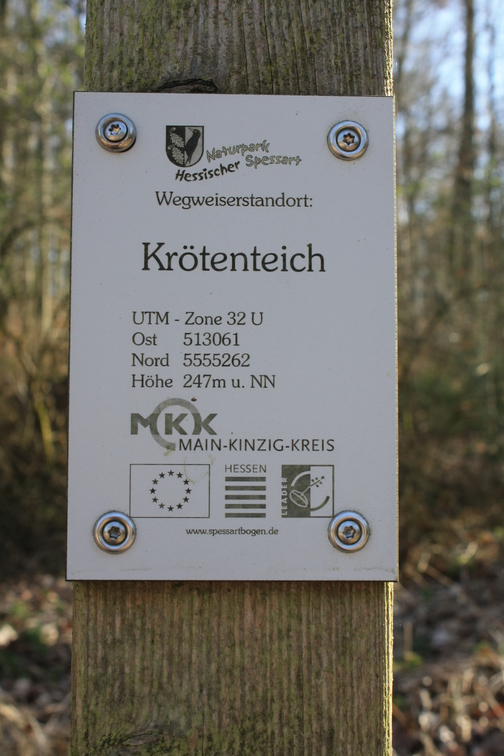 Naturpark
Hessischer Spessart
Wegweiserstandort:
Krötenteich
UTM - Zone 32 U
Ost 513061
Nord 5555262
Höhe 247m u. NN
MKK
MAIN-KINZIG-KREIS
HESSEN
LEADER
www.spessartbogen.de